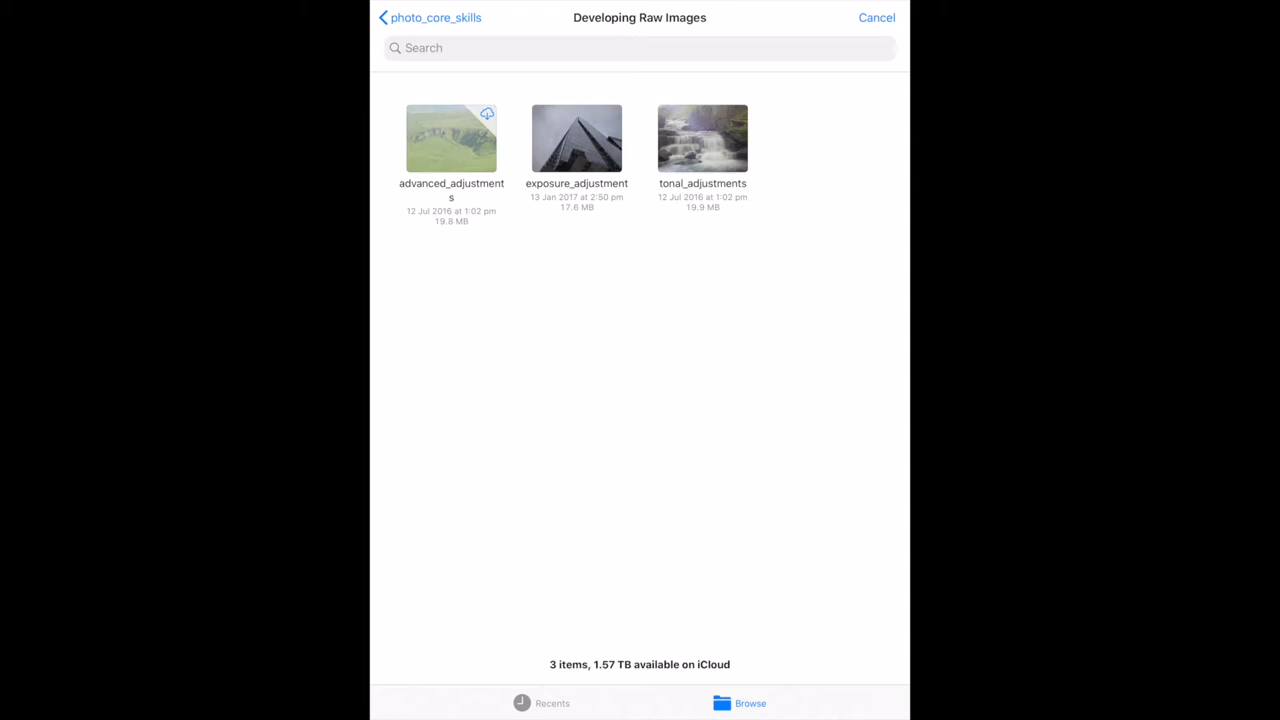 photo_core_skills
Developing Raw Images
Cancel
Search
advanced_adjustment
s
12 Jul 2016 at 1:02 pm
19.8 MB
exposure_adjustment
13 Jan 2017 at 2:50 pm
17.6 MB
tonal_adjustments
12 Jul 2016 at 1:02 pm
19.9 MB
3 items, 1.57 TB available on iCloud
Recents
Browse